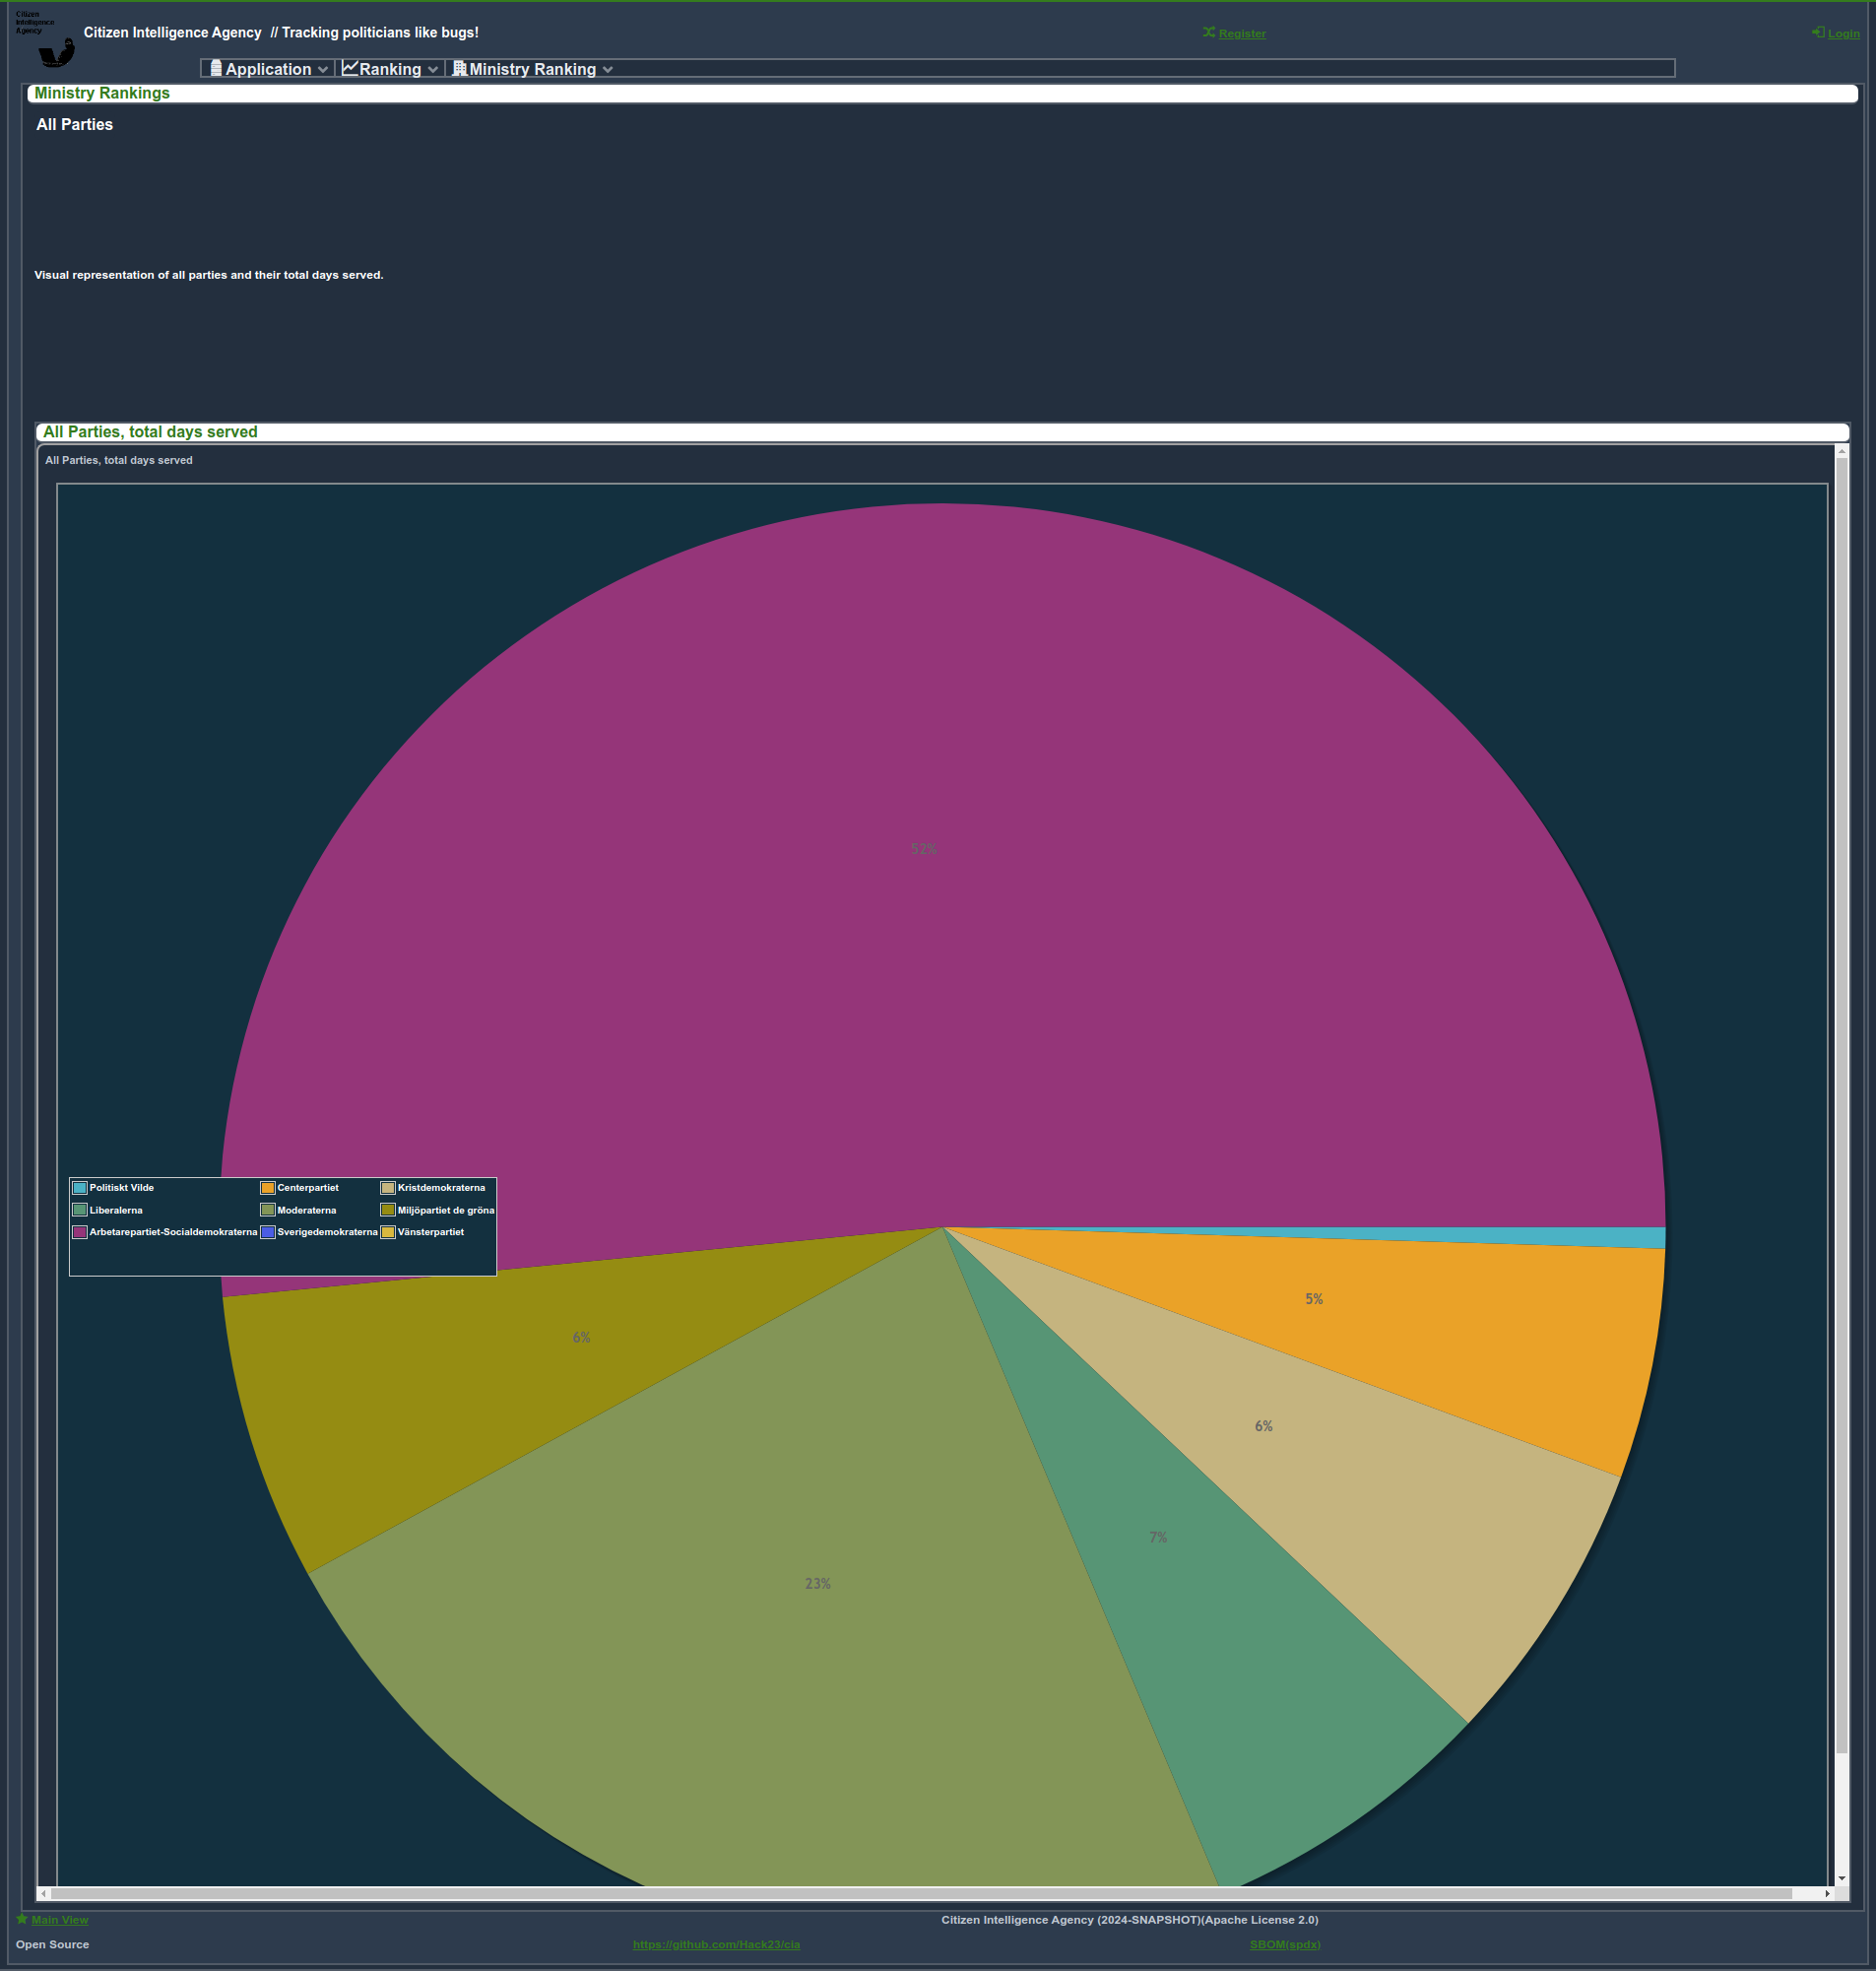 Citizen
Intelligence
Agency
Citizen Intelligence Agency // Tracking politicians like bugs!
Register
Login
Application
Ranking
Ministry Ranking
Ministry Rankings
All Parties
Visual representation of all parties and their total days served.
All Parties, total days served
All Parties, total days served
52%
Politiskt Vilde
Centerpartiet
Kristdemokraterna
Liberalerna
Moderaterna
Miljöpartiet de gröna
Arbetarepartiet-Socialdemokraterna
Sverigedemokraterna
Vänsterpartiet
5%
6%
6%
7%
23%
Main View
Citizen Intelligence Agency (2024-SNAPSHOT)(Apache License 2.0)
Open Source
https://github.com/Hack23/cia
SBOM(spdx)